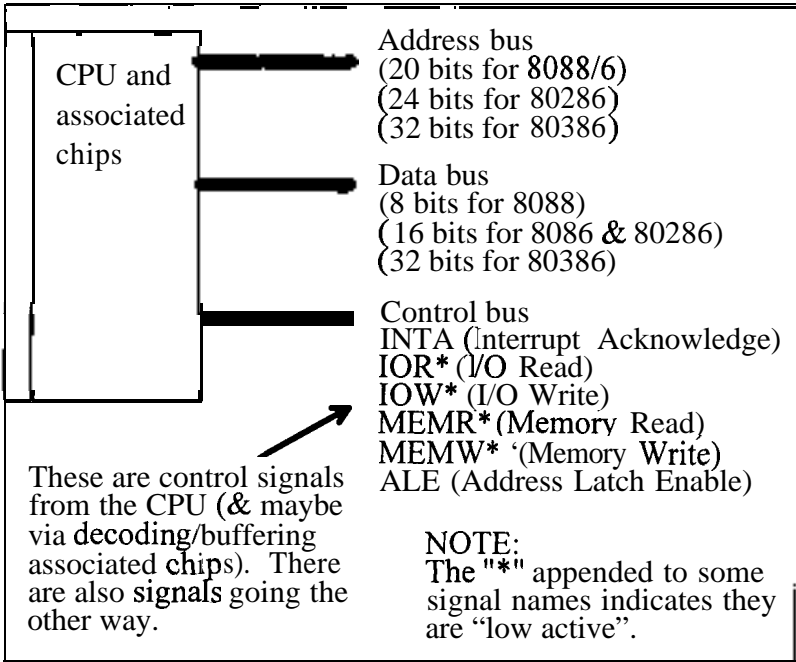 CPU and
associated
chips
Address bus
(20 bits for 8088/6)
(24 bits for 80286)
(32 bits for 80386)
Data bus
(8 bits for 8088)
(16 bits for 8086 & 80286)
(32 bits for 80386)
Control bus
INTA (Interrupt Acknowledge)
IOR* (I/O Read)
IOW* (I/O Write)
MEMR* (Memory Read)
MEMW* '(Memory Write)
ALE (Address Latch Enable)
These are control signals
from the CPU (& maybe
via decoding/buffering
associated chips). There
are also signals going the
other way.
NOTE:
The "*" appended to some
signal names indicates they
are “low active”.